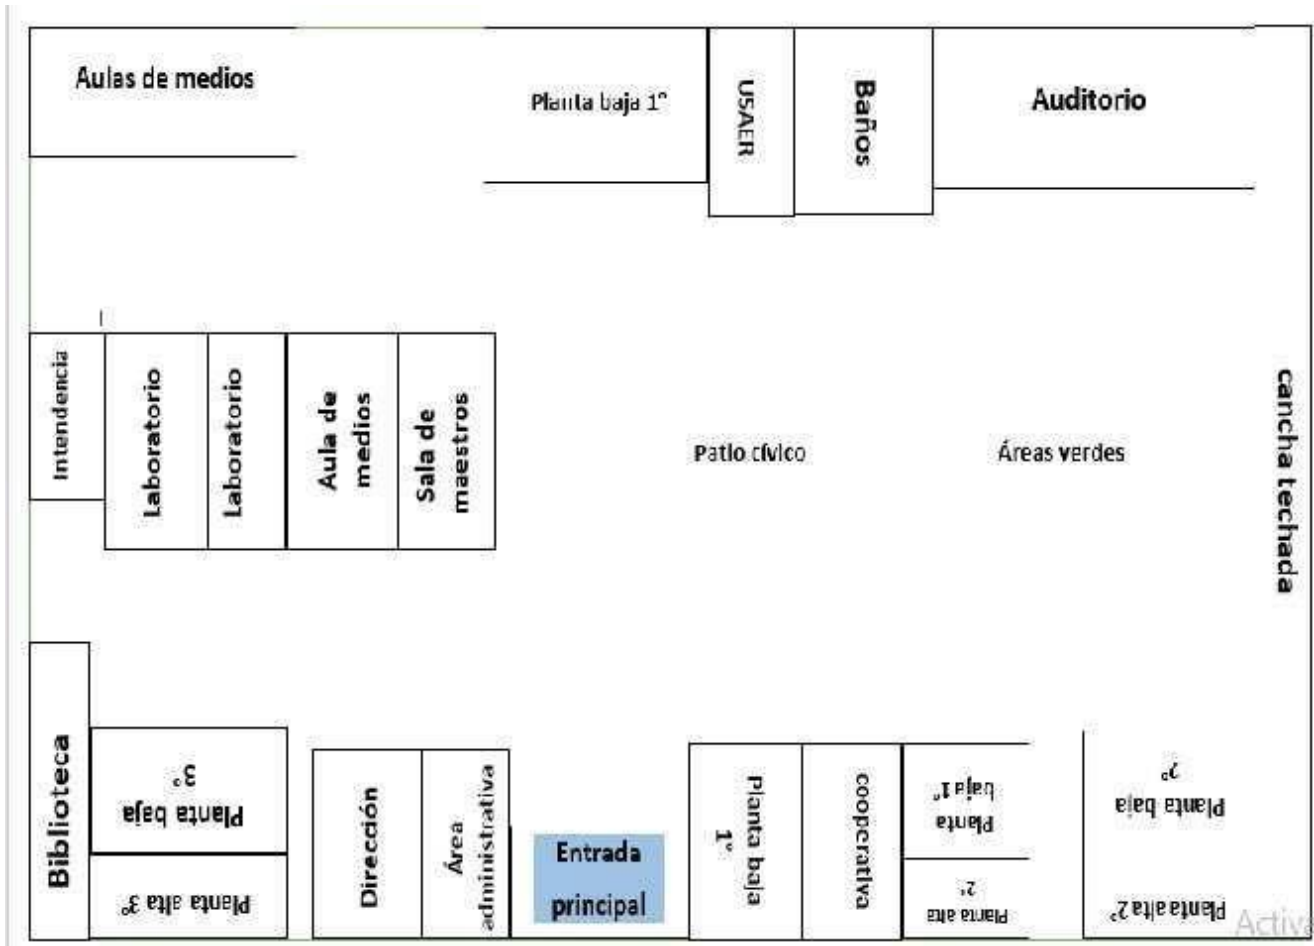 Aulas de medios
Planta baja 1°
USAER
Baños
Auditorio
Intendencia
Laboratorio
Laboratorio
Aula de
medios
Sala de
maestros
Patio cívico
Áreas verdes
cancha techada
Biblioteca
Planta baja
3°
Planta alta 3°
Dirección
Área
administrativa
Entrada
principal
Planta baja
1°
cooperativa
Planta
baja 1°
Planta alta
2°
Planta baja
2°
Planta alta 2°
Activ